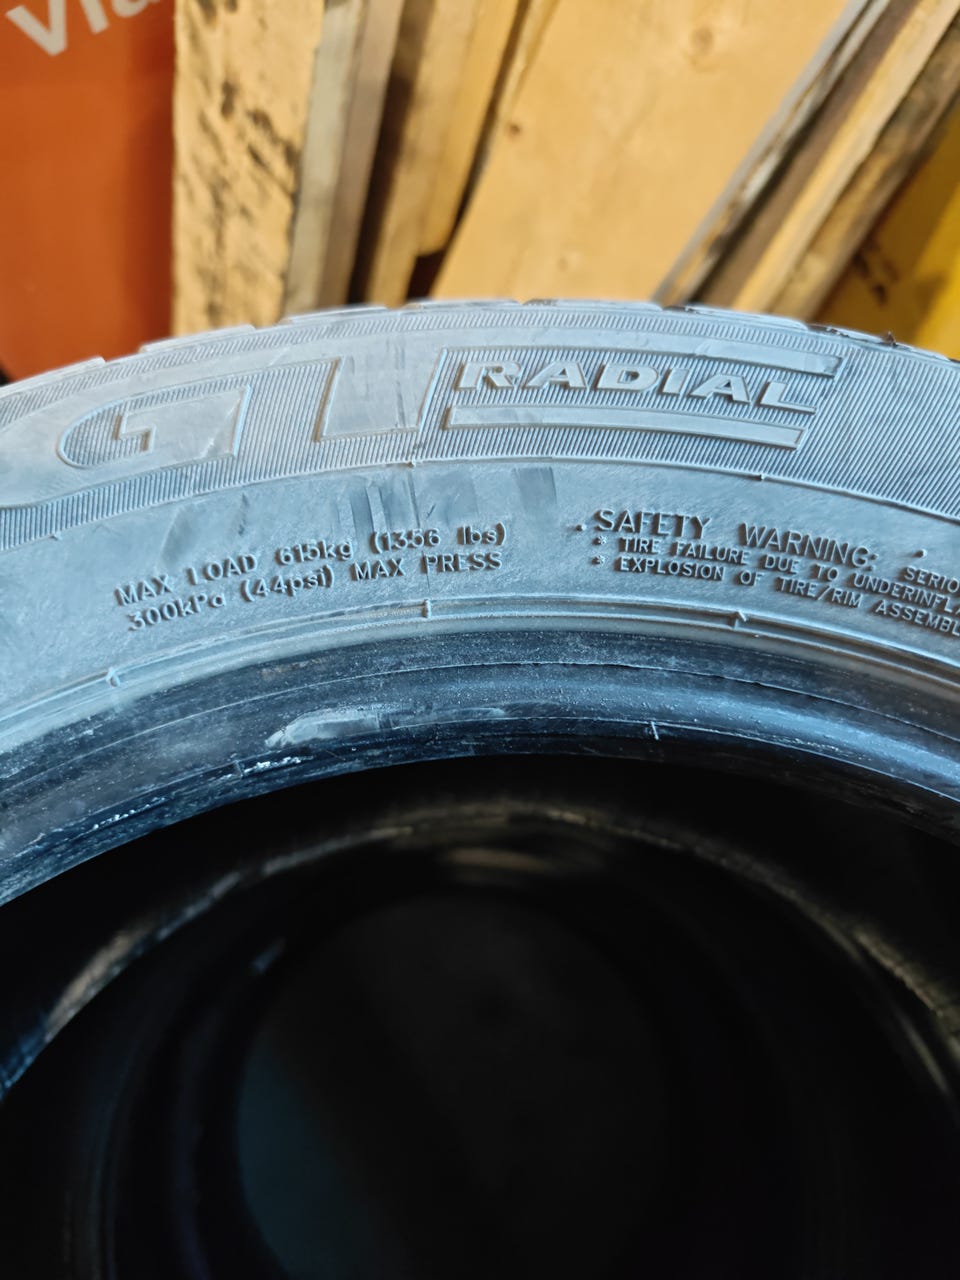 GT RADIAL
MAX LOAD 615kg (1356 lbs)
300kPa (44psi) MAX PRESS
SAFETY WARNING:
* TIRE FAILURE DUE TO UNDERINFLA
* EXPLOSION OF TIRE/RIM ASSEMBL
SERIO